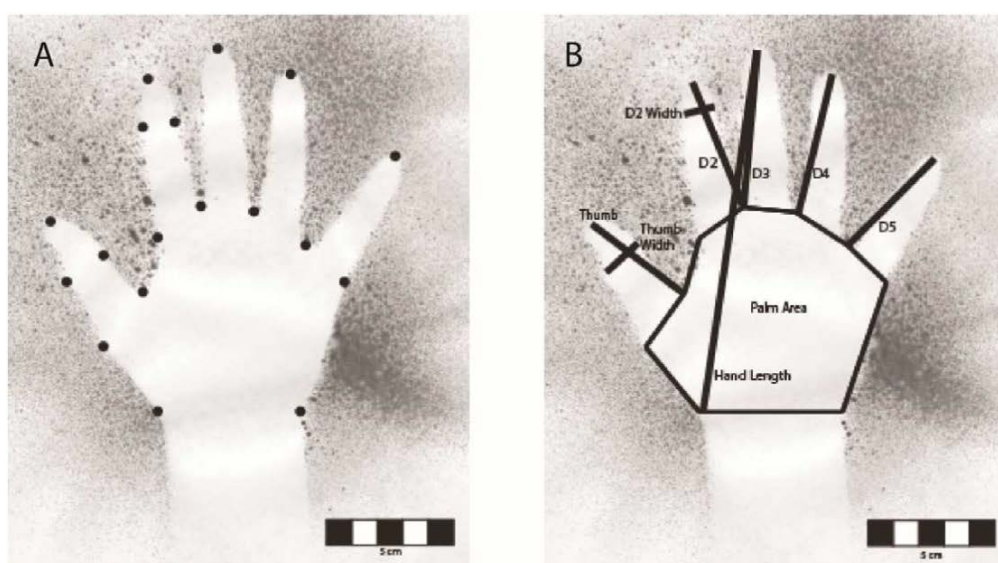 A
5 cm
B
D2 Width
D2
D3
D4
Thumb
Thumb
Width
D5
Palm Area
Hand Length
5 cm